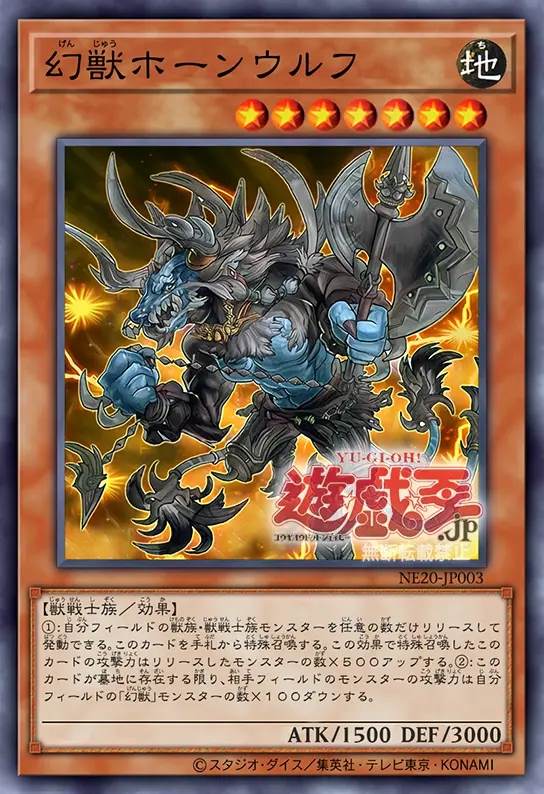 幻獣ホーンウルフ
げん じゅう
地
ち
YU-GI-OH!
遊戯王.jp
無断転載禁止
NE20-JP003
【獣戦士族／効果】
①：自分フィールドの獣族・獣戦士族モンスターを任意の数だけリリースして
発動できる。このカードを手札から特殊召喚する。この効果で特殊召喚したこ
のカードの攻撃力はリリースしたモンスターの数×５００アップする。②：この
カードが墓地に存在する限り、相手フィールドのモンスターの攻撃力は自分
フィールドの「幻獣」モンスターの数×１００ダウンする。
ATK/1500 DEF/3000
©スタジオ・ダイス／集英社・テレビ東京・KONAMI